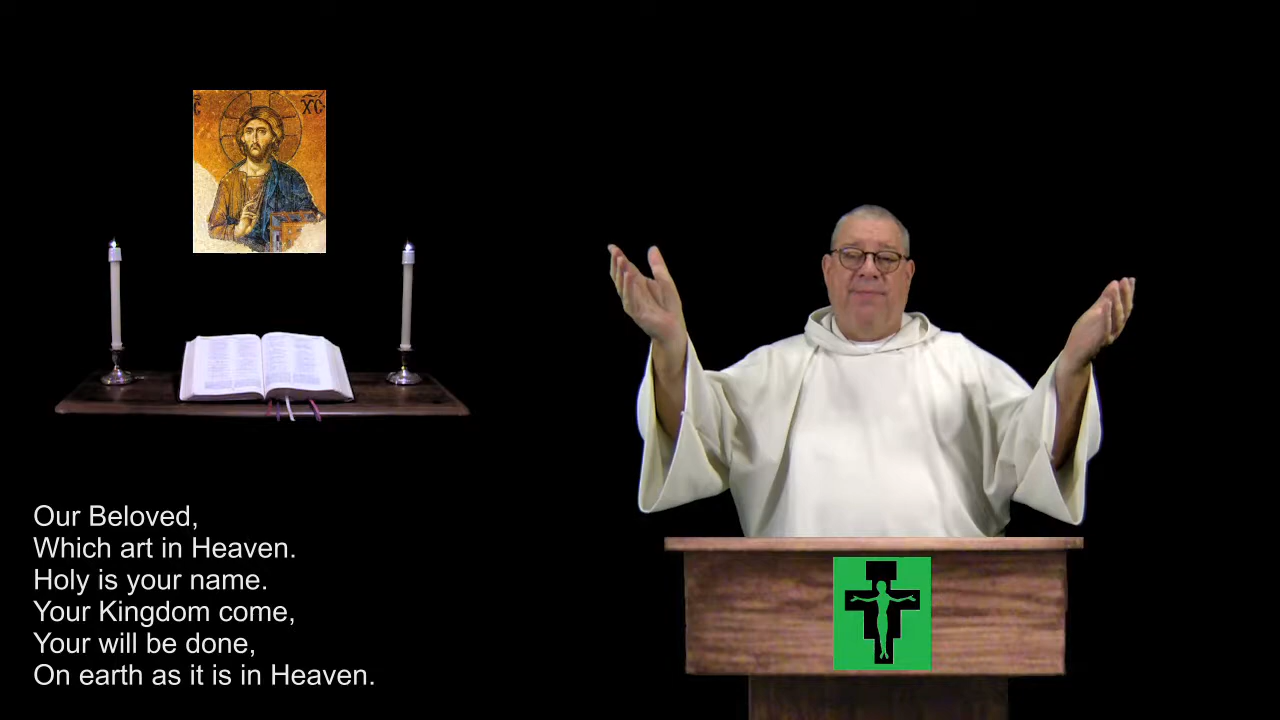 C
XC
Our Beloved,
Which art in Heaven.
Holy is your name.
Your Kingdom come,
Your will be done,
On earth as it is in Heaven.